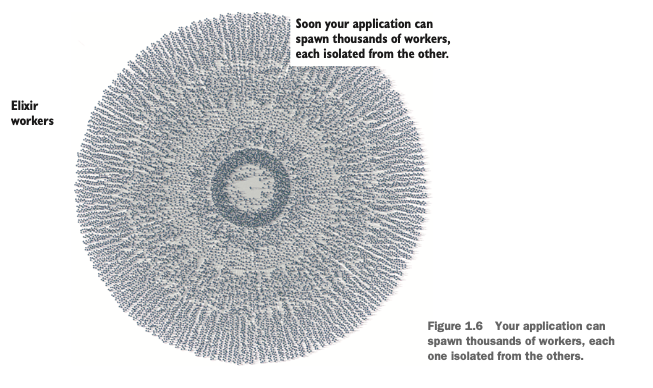 Soon your application can
spawn thousands of workers,
each isolated from the other.
Elixir
workers
Figure 1.6 Your application can
spawn thousands of workers, each
one isolated from the others.